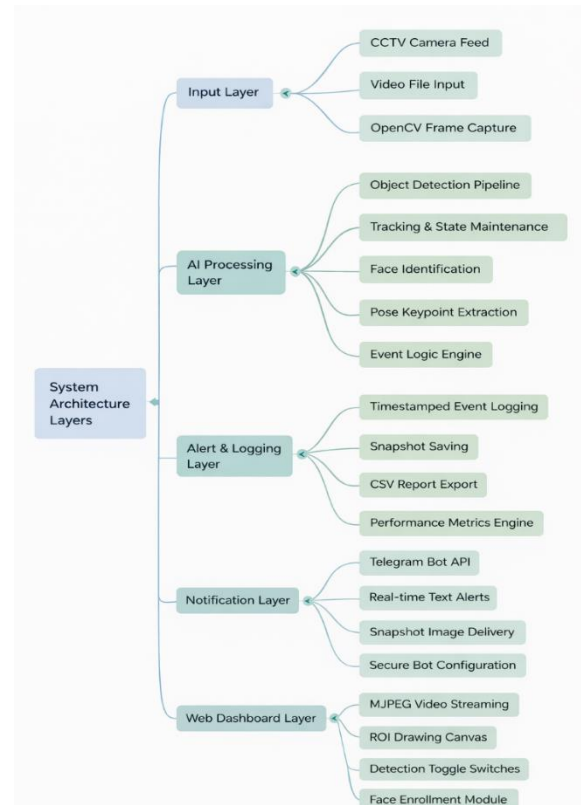 CCTV Camera Feed
Input Layer
Video File Input
OpenCV Frame Capture
Object Detection Pipeline
Tracking & State Maintenance
AI Processing
Layer
Face Identification
Pose Keypoint Extraction
Event Logic Engine
System
Architecture
Layers
Timestamped Event Logging
Alert & Logging
Layer
Snapshot Saving
CSV Report Export
Performance Metrics Engine
Telegram Bot API
Notification Layer
Real-time Text Alerts
Snapshot Image Delivery
Secure Bot Configuration
Web Dashboard Layer
MJPEG Video Streaming
ROI Drawing Canvas
Detection Toggle Switches
Face Enrollment Module